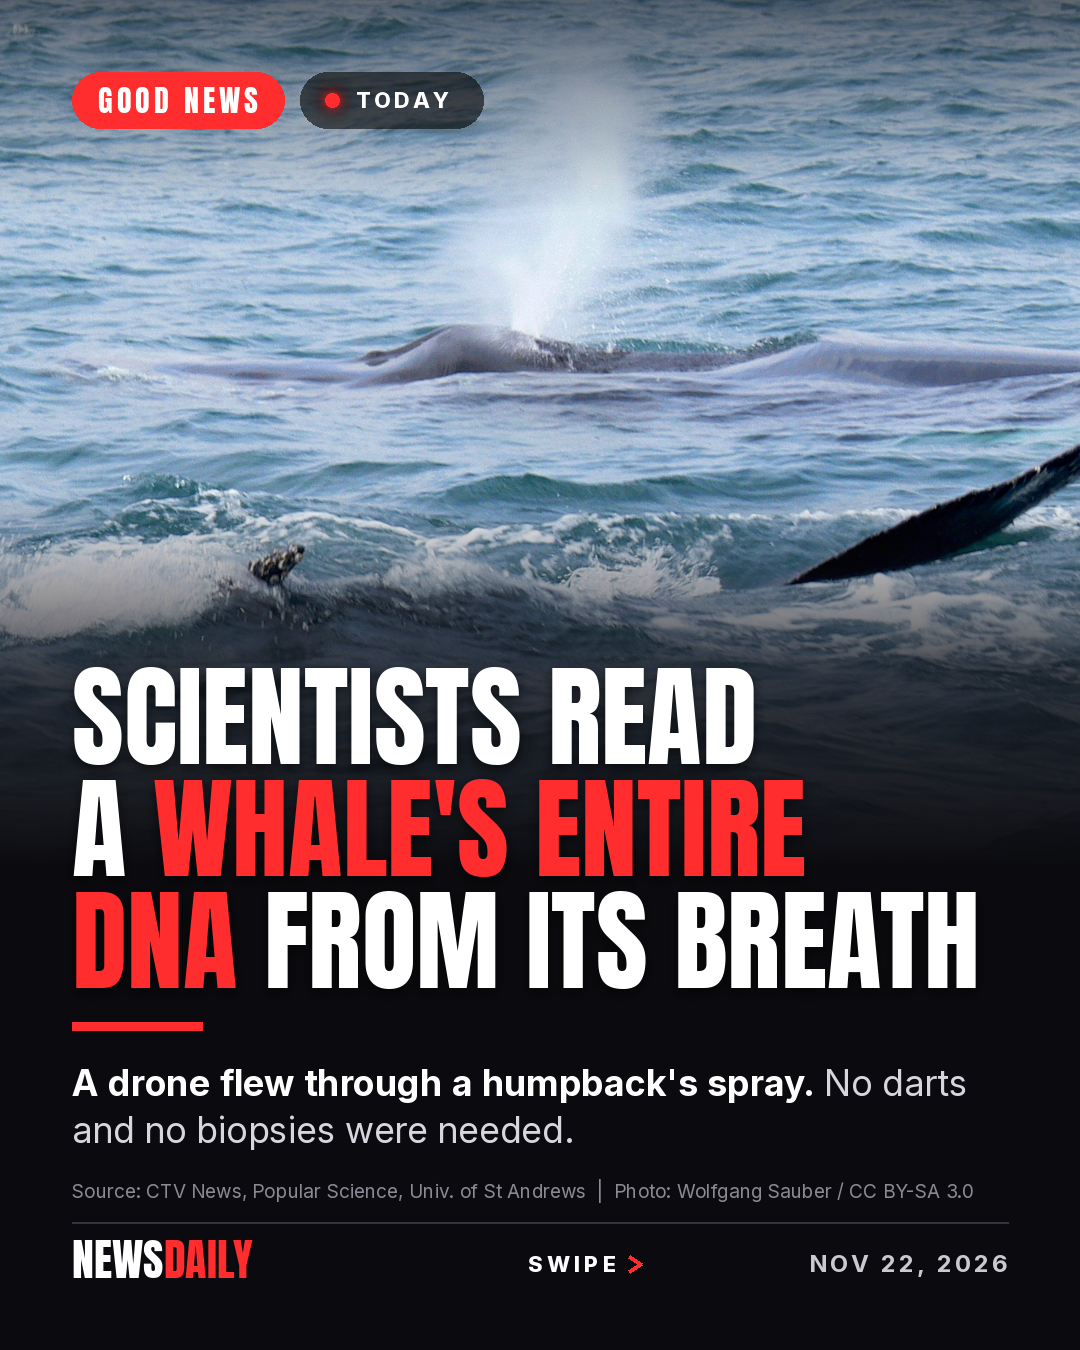 GOOD NEWS
TODAY
SCIENTISTS READ
A WHALE'S ENTIRE
DNA FROM ITS BREATH
A drone flew through a humpback's spray. No darts
and no biopsies were needed.
Source: CTV News, Popular Science, Univ. of St Andrews | Photo: Wolfgang Sauber / CC BY-SA 3.0
NEWSDAILY
SWIPE >
NOV 22, 2026